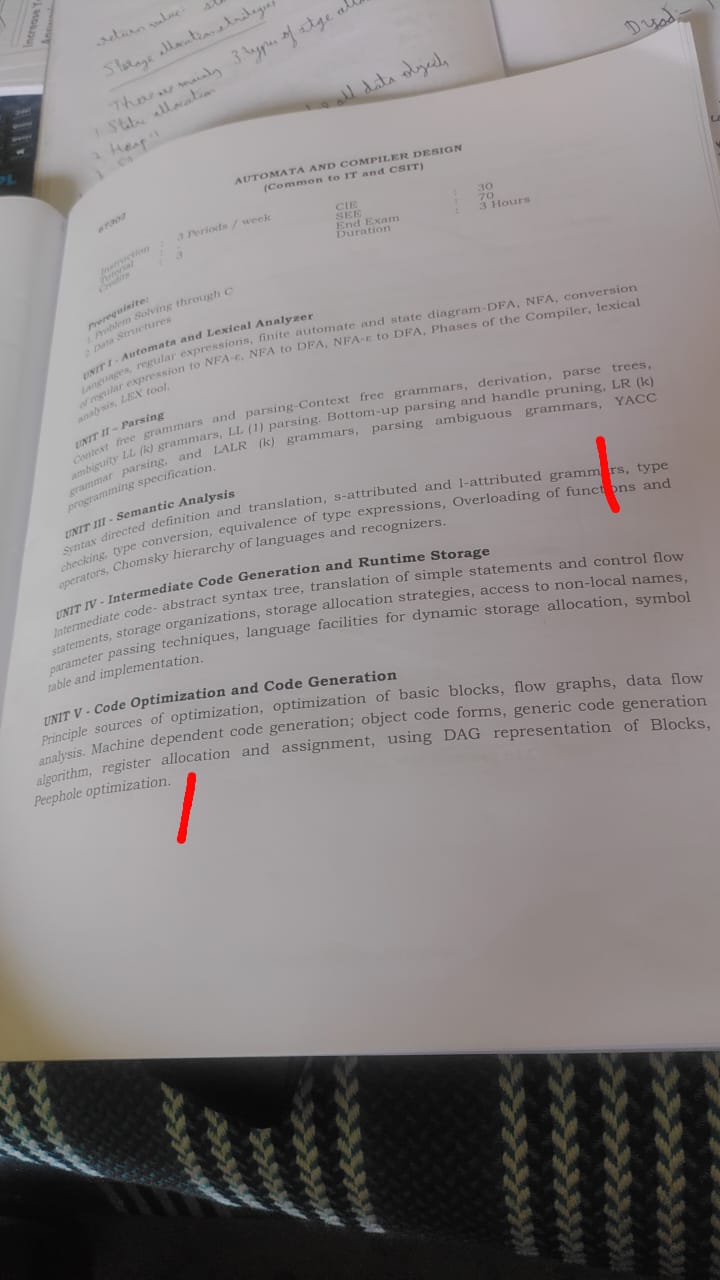 Increase Y
return value:
Storage allocation strategies
There are mainly 3 types of
1. Static allocation
2. Heap "
all data objects
AUTOMATA AND COMPILER DESIGN
(Common to IT and CSIT)
Instruction : 3 Periods / week CIE : 30
Tutorial : - SEE : 70
Credits : 3 End Exam Duration : 3 Hours
Prerequisite:
1. Problem Solving through C
2. Data Structures
UNIT I - Automata and Lexical Analyzer
Languages, regular expressions, finite automate and state diagram-DFA, NFA, conversion
of regular expression to NFA-ε, NFA to DFA, NFA-ε to DFA, Phases of the Compiler, lexical
analysis, LEX tool.
UNIT II – Parsing
Context free grammars and parsing-Context free grammars, derivation, parse trees,
ambiguity LL (k) grammars, LL (1) parsing. Bottom-up parsing and handle pruning, LR (k)
grammar parsing, and LALR (k) grammars, parsing ambiguous grammars, YACC
programming specification.
UNIT III - Semantic Analysis
Syntax directed definition and translation, s-attributed and l-attributed grammars, type
checking, type conversion, equivalence of type expressions, Overloading of functions and
operators, Chomsky hierarchy of languages and recognizers.
UNIT IV - Intermediate Code Generation and Runtime Storage
Intermediate code- abstract syntax tree, translation of simple statements and control flow
statements, storage organizations, storage allocation strategies, access to non-local names,
parameter passing techniques, language facilities for dynamic storage allocation, symbol
table and implementation.
UNIT V - Code Optimization and Code Generation
Principle sources of optimization, optimization of basic blocks, flow graphs, data flow
analysis. Machine dependent code generation; object code forms, generic code generation
algorithm, register allocation and assignment, using DAG representation of Blocks,
Peephole optimization.